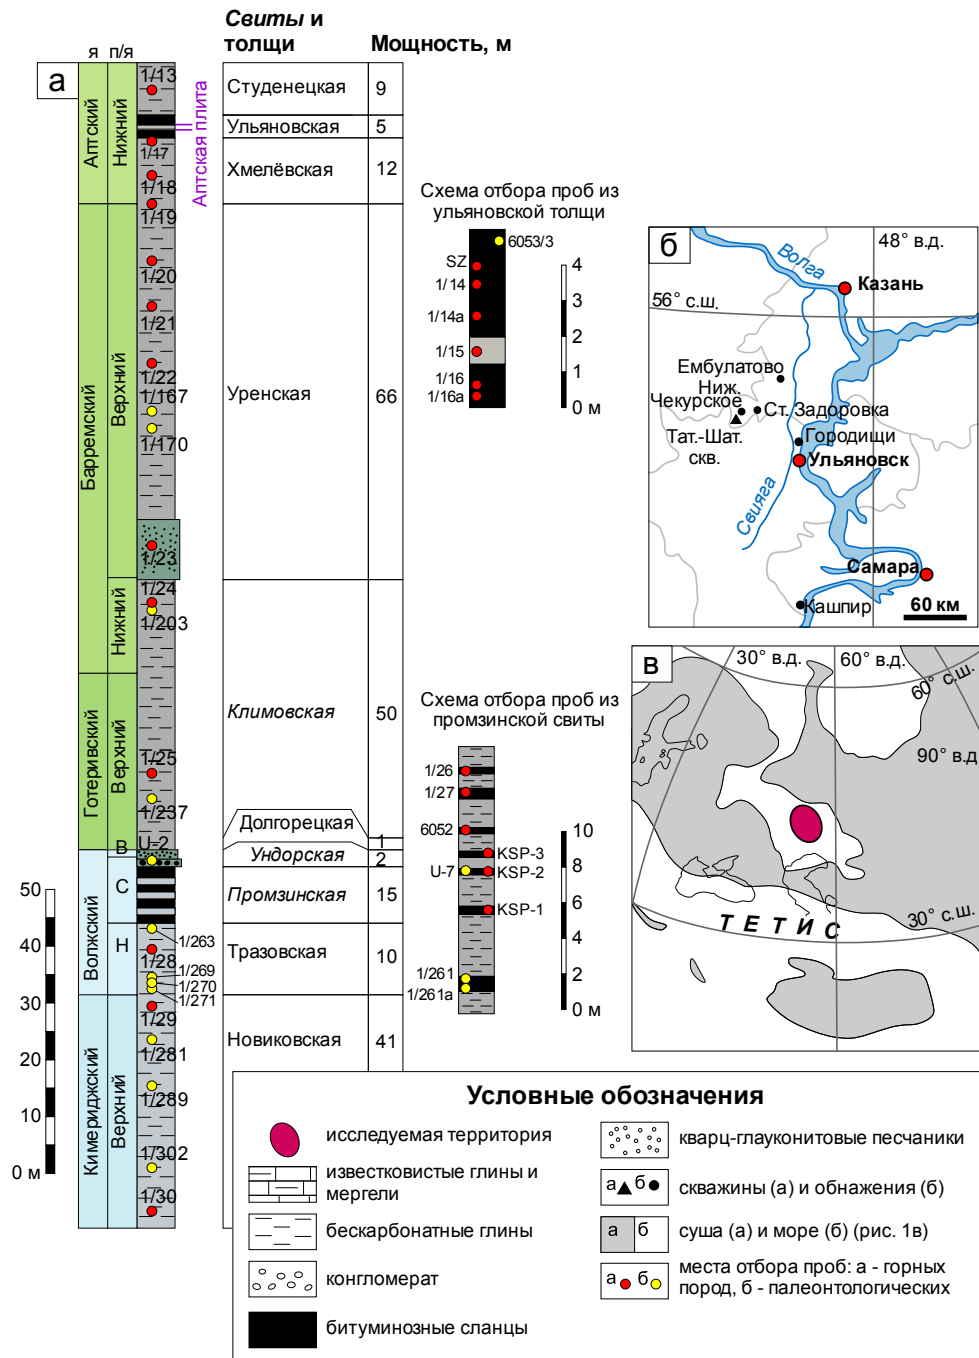 Свиты и
толщи
Мощность, м
я п/я
а
Аптский
Нижний
Барремский
Верхний
Нижний
Готеривский
Верхний
Волжский
В
С
Н
Кимериджский
Верхний
1/13
1/17
1/18
1/19
1/20
1/21
1/22
1/167
1/170
1/23
1/24
1/203
1/25
1/237
U-2
1/263
1/28
1/269
1/270
1/271
1/29
1/281
1/289
1/302
1/30
Аптская плита
Студенецкая 9
Ульяновская 5
Хмелёвская 12
Уренская 66
Климовская 50
Долгорецкая 1
Ундорская 2
Промзинская 15
Тразовская 10
Новиковская 41
50
40
30
20
10
0 м
Схема отбора проб из
ульяновской толщи
6053/3
SZ
1/14
1/14а
1/15
1/16
1/16а
4
3
2
1
0 м
Схема отбора проб из
промзинской свиты
1/26
1/27
6052
KSP-3
U-7
KSP-2
KSP-1
1/261
1/261а
10
8
6
4
2
0 м
б
48° в.д.
Волга
Казань
56° с.ш.
Ембулатово
Ниж.
Чекурское
Ст. Задоровка
Тат.-Шат.
скв.
Городищи
Ульяновск
Свияга
Самара
Кашпир
60 км
в
30° в.д.
60° в.д.
60° с.ш.
90° в.д
30° с.ш.
ТЕТИС
Условные обозначения
исследуемая территория
известковистые глины и
мергели
бескарбонатные глины
конгломерат
битуминозные сланцы
кварц-глауконитовые песчаники
а б
скважины (а) и обнажения (б)
а б
суша (а) и море (б) (рис. 1в)
а б
места отбора проб: а - горных
пород, б - палеонтологических